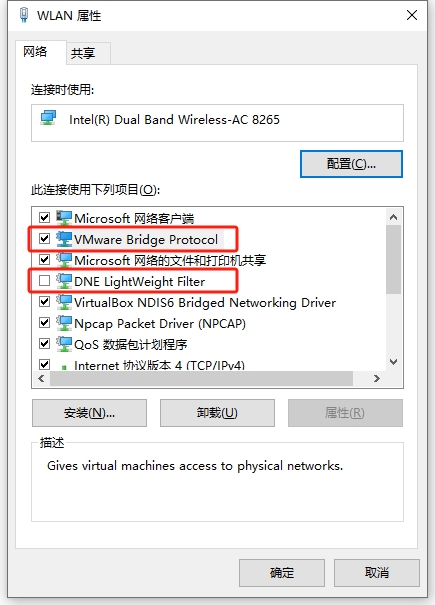 WLAN 属性
网络
共享
连接时使用:
Intel(R) Dual Band Wireless-AC 8265
配置(C)...
此连接使用下列项目(O):
Microsoft 网络客户端
VMware Bridge Protocol
Microsoft 网络的文件和打印机共享
DNE LightWeight Filter
VirtualBox NDIS6 Bridged Networking Driver
Npcap Packet Driver (NPCAP)
QoS 数据包计划程序
Internet 协议版本 4 (TCP/IPv4)
安装(N)...
卸载(U)
属性(R)
描述
Gives virtual machines access to physical networks.
确定
取消